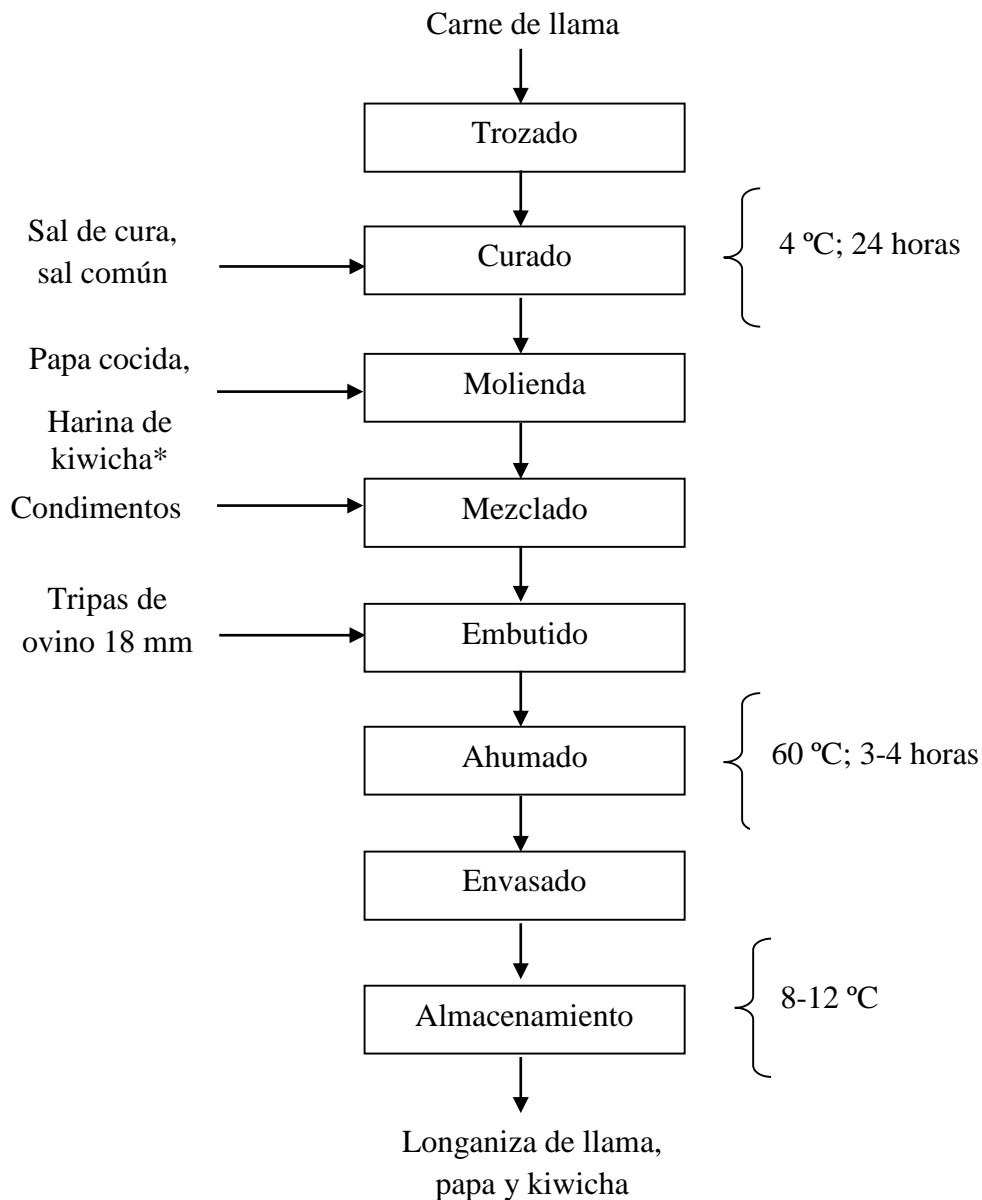 Carne de llama
Trozado
Sal de cura,
sal común
Curado
4 ºC; 24 horas
Papa cocida,
Harina de
kiwicha*
Molienda
Condimentos
Mezclado
Tripas de
ovino 18 mm
Embutido
Ahumado
60 ºC; 3-4 horas
Envasado
Almacenamiento
8-12 ºC
Longaniza de llama,
papa y kiwicha